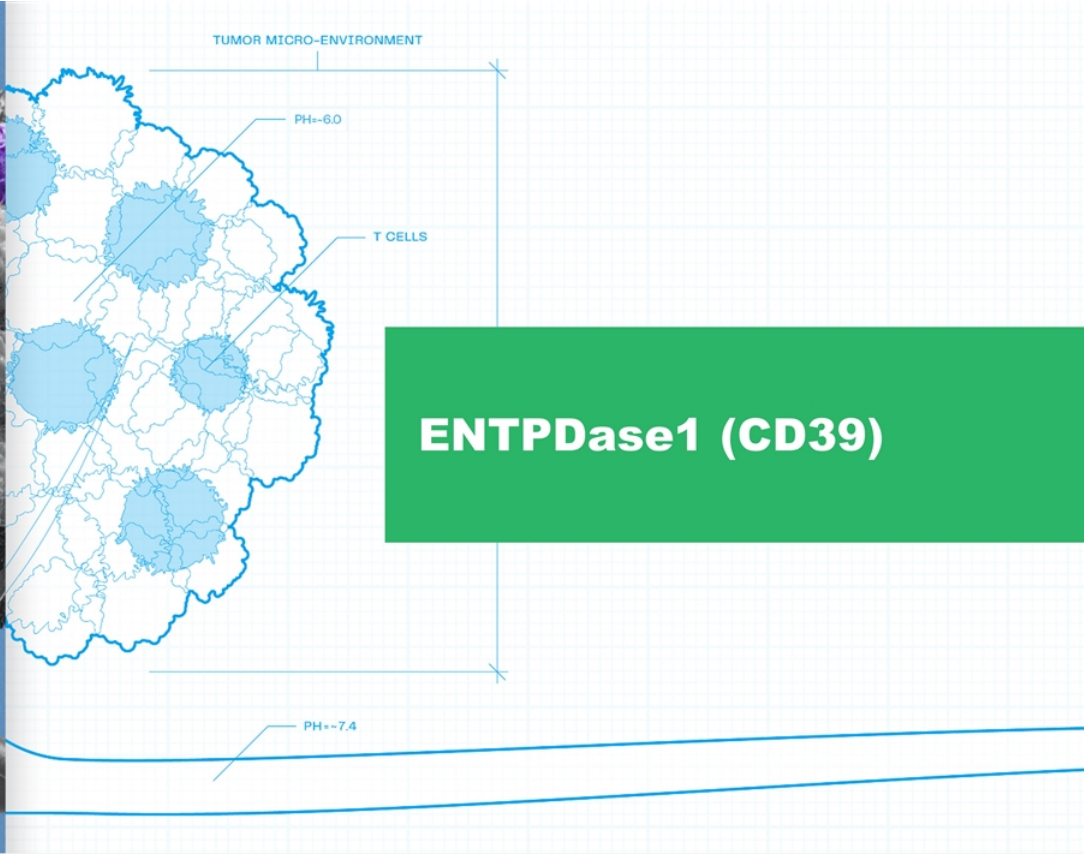 TUMOR MICRO-ENVIRONMENT
PH=~6.0
T CELLS
ENTPDase1 (CD39)
PH=~7.4